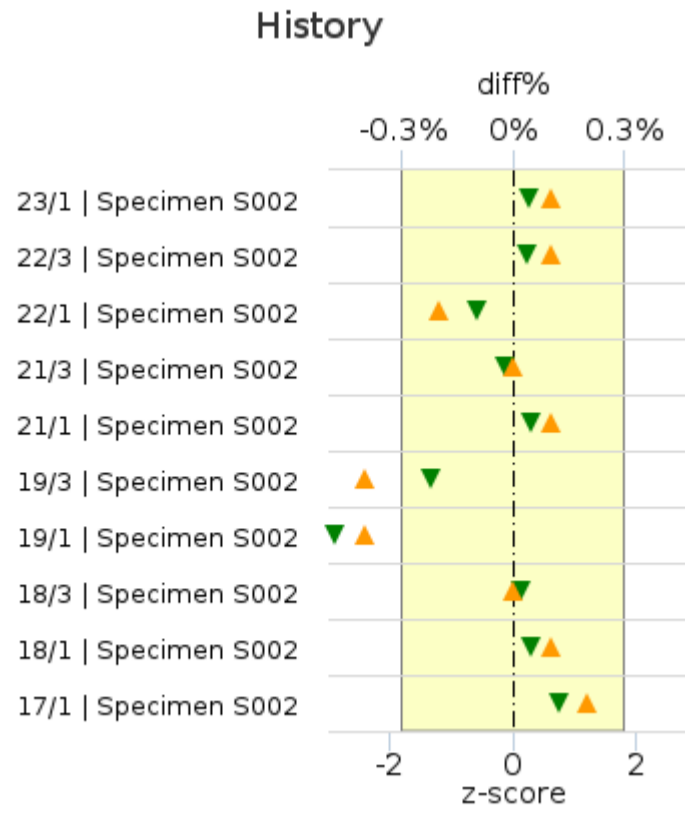 History
diff%
-0.3% 0% 0.3%
23/1 | Specimen S002
22/3 | Specimen S002
22/1 | Specimen S002
21/3 | Specimen S002
21/1 | Specimen S002
19/3 | Specimen S002
19/1 | Specimen S002
18/3 | Specimen S002
18/1 | Specimen S002
17/1 | Specimen S002
-2 0 2
z-score